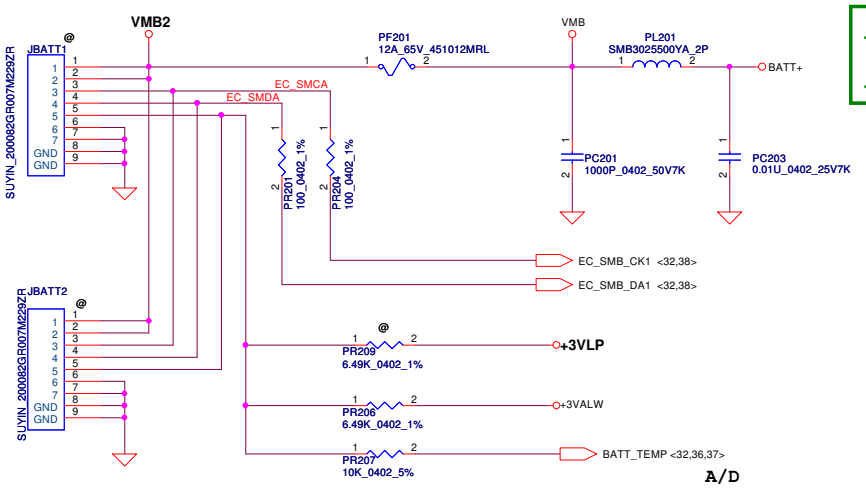 VMB2
@
JBATT1
SUYIN_200082GR007M229ZR
1 1
2 2
3 3
4 4
5 5
6 6
7 7
GND 8
GND 9
EC_SMCA
EC_SMDA
PF201
12A_65V_451012MRL
1 2
VMB
PL201
SMB3025500YA_2P
1 2
BATT+
1
2
PR201
100_0402_1%
1
2
PR204
100_0402_1%
1
2
PC201
1000P_0402_50V7K
1
2
PC203
0.01U_0402_25V7K
EC_SMB_CK1 <32,38>
EC_SMB_DA1 <32,38>
JBATT2
@
SUYIN_200082GR007M229ZR
1 1
2 2
3 3
4 4
5 5
6 6
7 7
GND 8
GND 9
@
1 2
PR209
6.49K_0402_1%
+3VLP
1 2
PR206
6.49K_0402_1%
+3VALW
1 2
PR207
10K_0402_5%
BATT_TEMP <32,36,37>
A/D